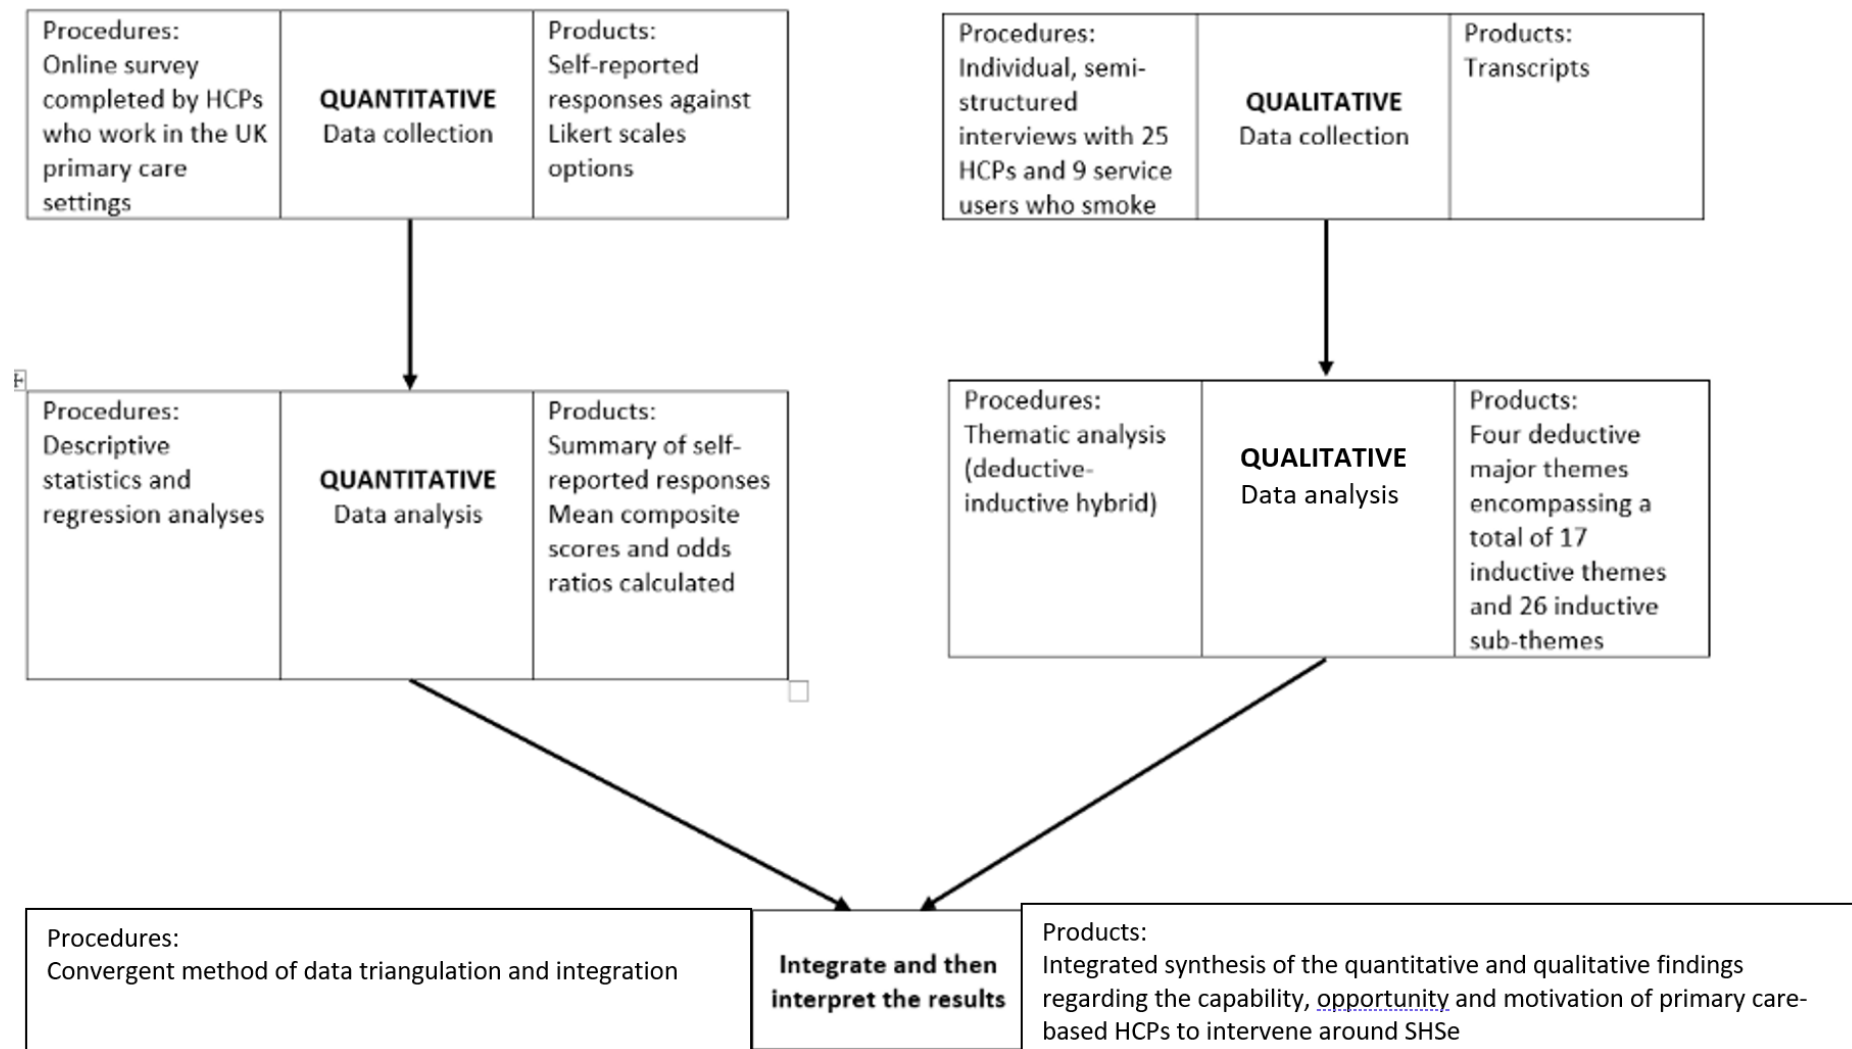 Procedures:
Online survey
completed by HCPs
who work in the UK
primary care
settings
QUANTITATIVE
Data collection
Products:
Self-reported
responses against
Likert scales
options
Procedures:
Individual, semi-
structured
interviews with 25
HCPs and 9 service
users who smoke
QUALITATIVE
Data collection
Products:
Transcripts
Procedures:
Descriptive
statistics and
regression analyses
QUANTITATIVE
Data analysis
Products:
Summary of self-
reported responses
Mean composite
scores and odds
ratios calculated
Procedures:
Thematic analysis
(deductive-
inductive hybrid)
QUALITATIVE
Data analysis
Products:
Four deductive
major themes
encompassing a
total of 17
inductive themes
and 26 inductive
sub-themes
Procedures:
Convergent method of data triangulation and integration
Integrate and then
interpret the results
Products:
Integrated synthesis of the quantitative and qualitative findings
regarding the capability, opportunity and motivation of primary care-
based HCPs to intervene around SHSe